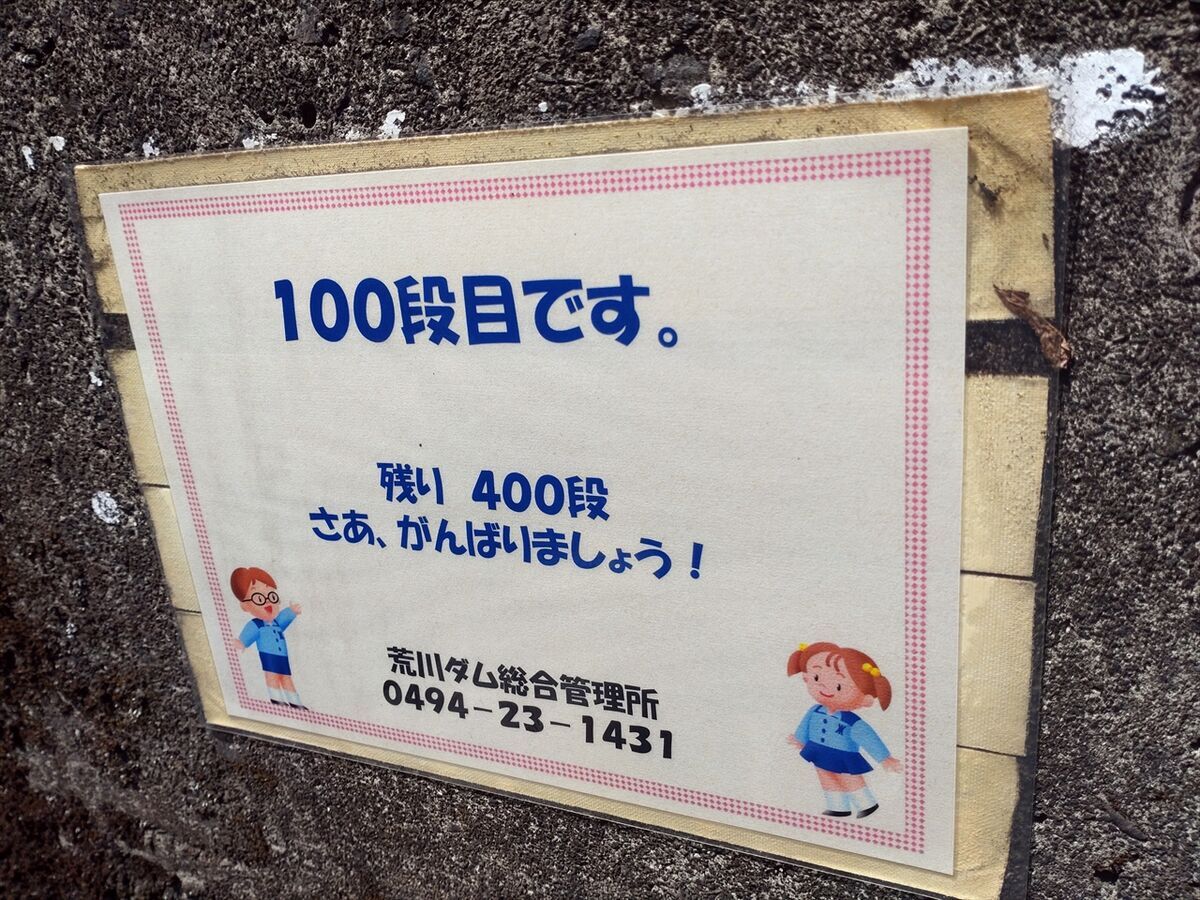 100段目です。
残り 400段
さあ、がんばりましょう！
荒川ダム総合管理所
0494-23-1431